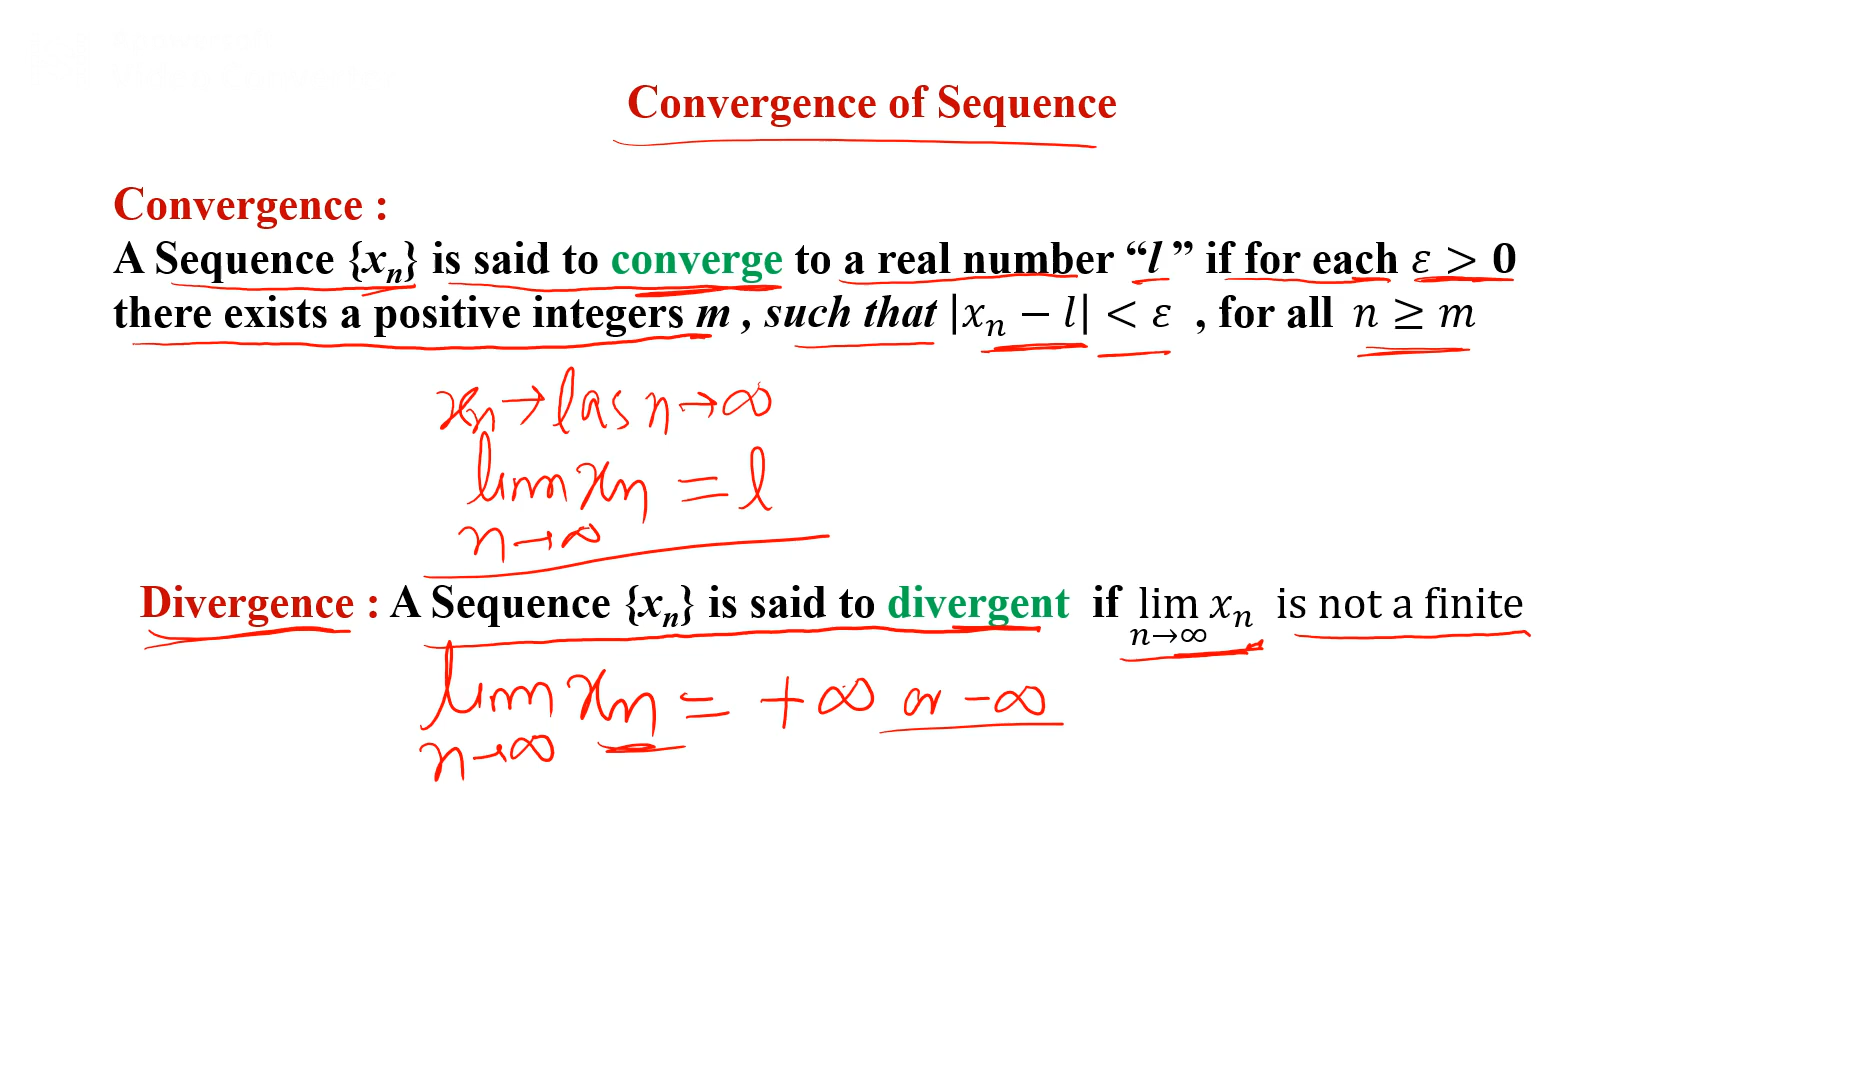 Convergence of Sequence
Convergence :
A Sequence {xₙ} is said to converge to a real number “l ” if for each ε > 0
there exists a positive integers m , such that |xₙ − l| < ε , for all n ≥ m
xₙ → l as n → ∞
lim xₙ = l
n→∞
Divergence : A Sequence {xₙ} is said to divergent if lim xₙ is not a finite
n→∞
lim xₙ = +∞ or -∞
n→∞